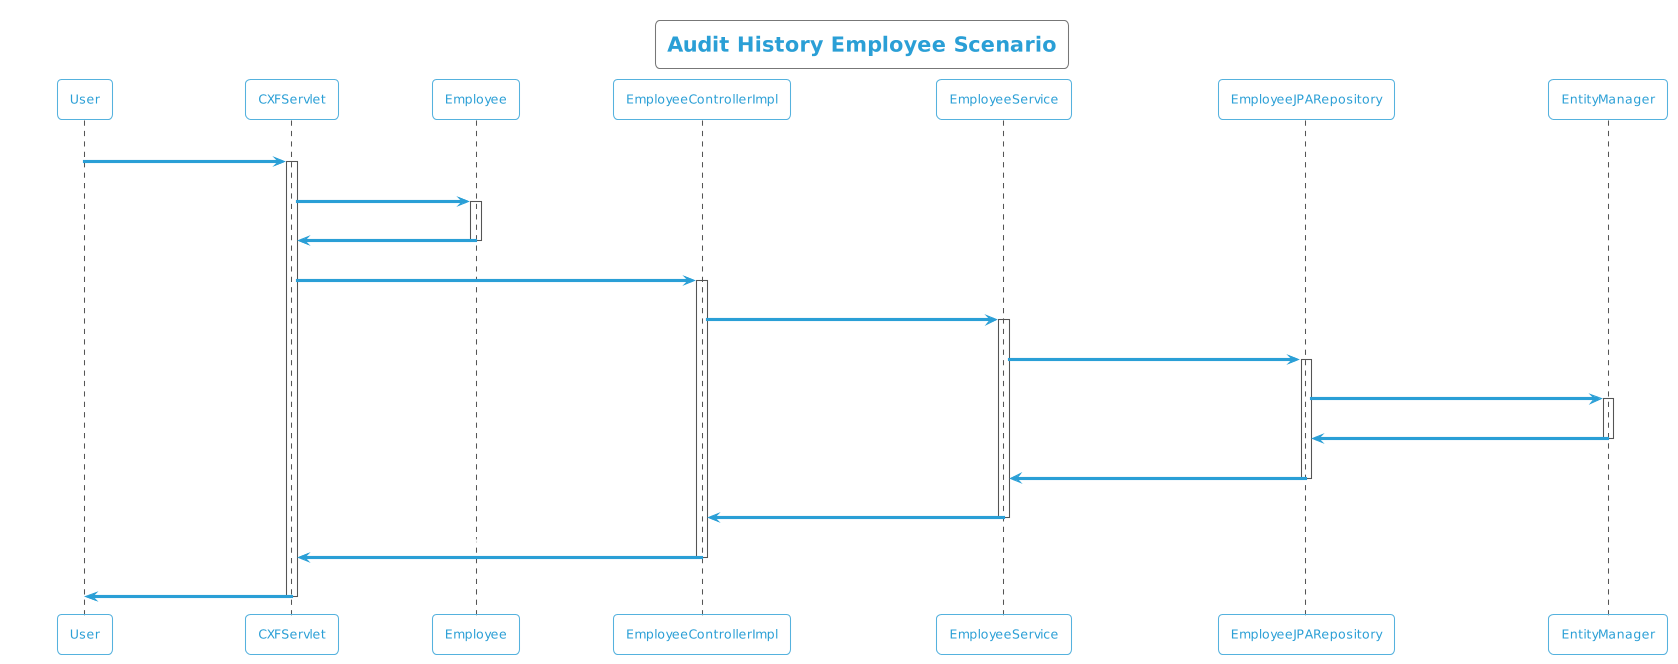 Audit History Employee Scenario
User
CXFServlet
Employee
EmployeeControllerImpl
EmployeeService
EmployeeJPARepository
EntityManager
User
CXFServlet
Employee
EmployeeControllerImpl
EmployeeService
EmployeeJPARepository
EntityManager